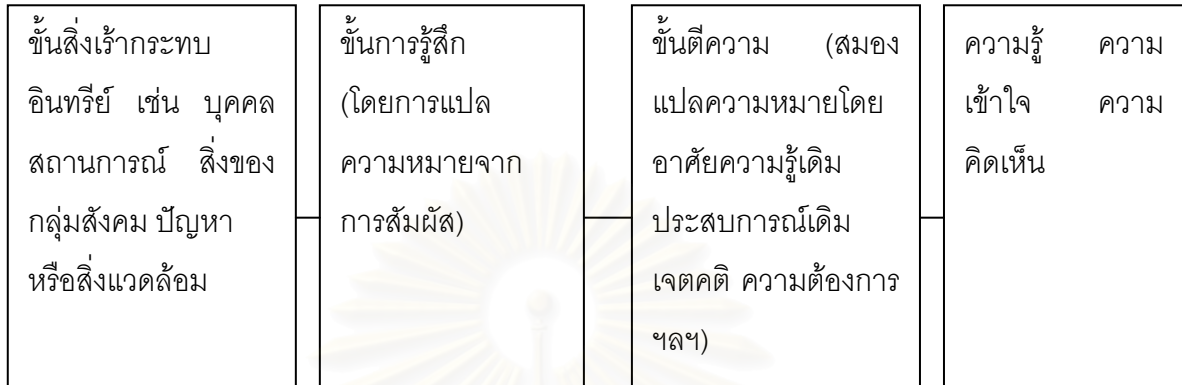 ขั้นสิ่งเร้ากระทบ
อินทรีย์ เช่น บุคคล
สถานการณ์ สิ่งของ
กลุ่มสังคม ปัญหา
หรือสิ่งแวดล้อม
ขั้นการรู้สึก
(โดยการแปล
ความหมายจาก
การสัมผัส)
ขั้นตีความ (สมอง
แปลความหมายโดย
อาศัยความรู้เดิม
ประสบการณ์เดิม
เจตคติ ความต้องการ
ฯลฯ)
ความรู้ ความ
เข้าใจ ความ
คิดเห็น